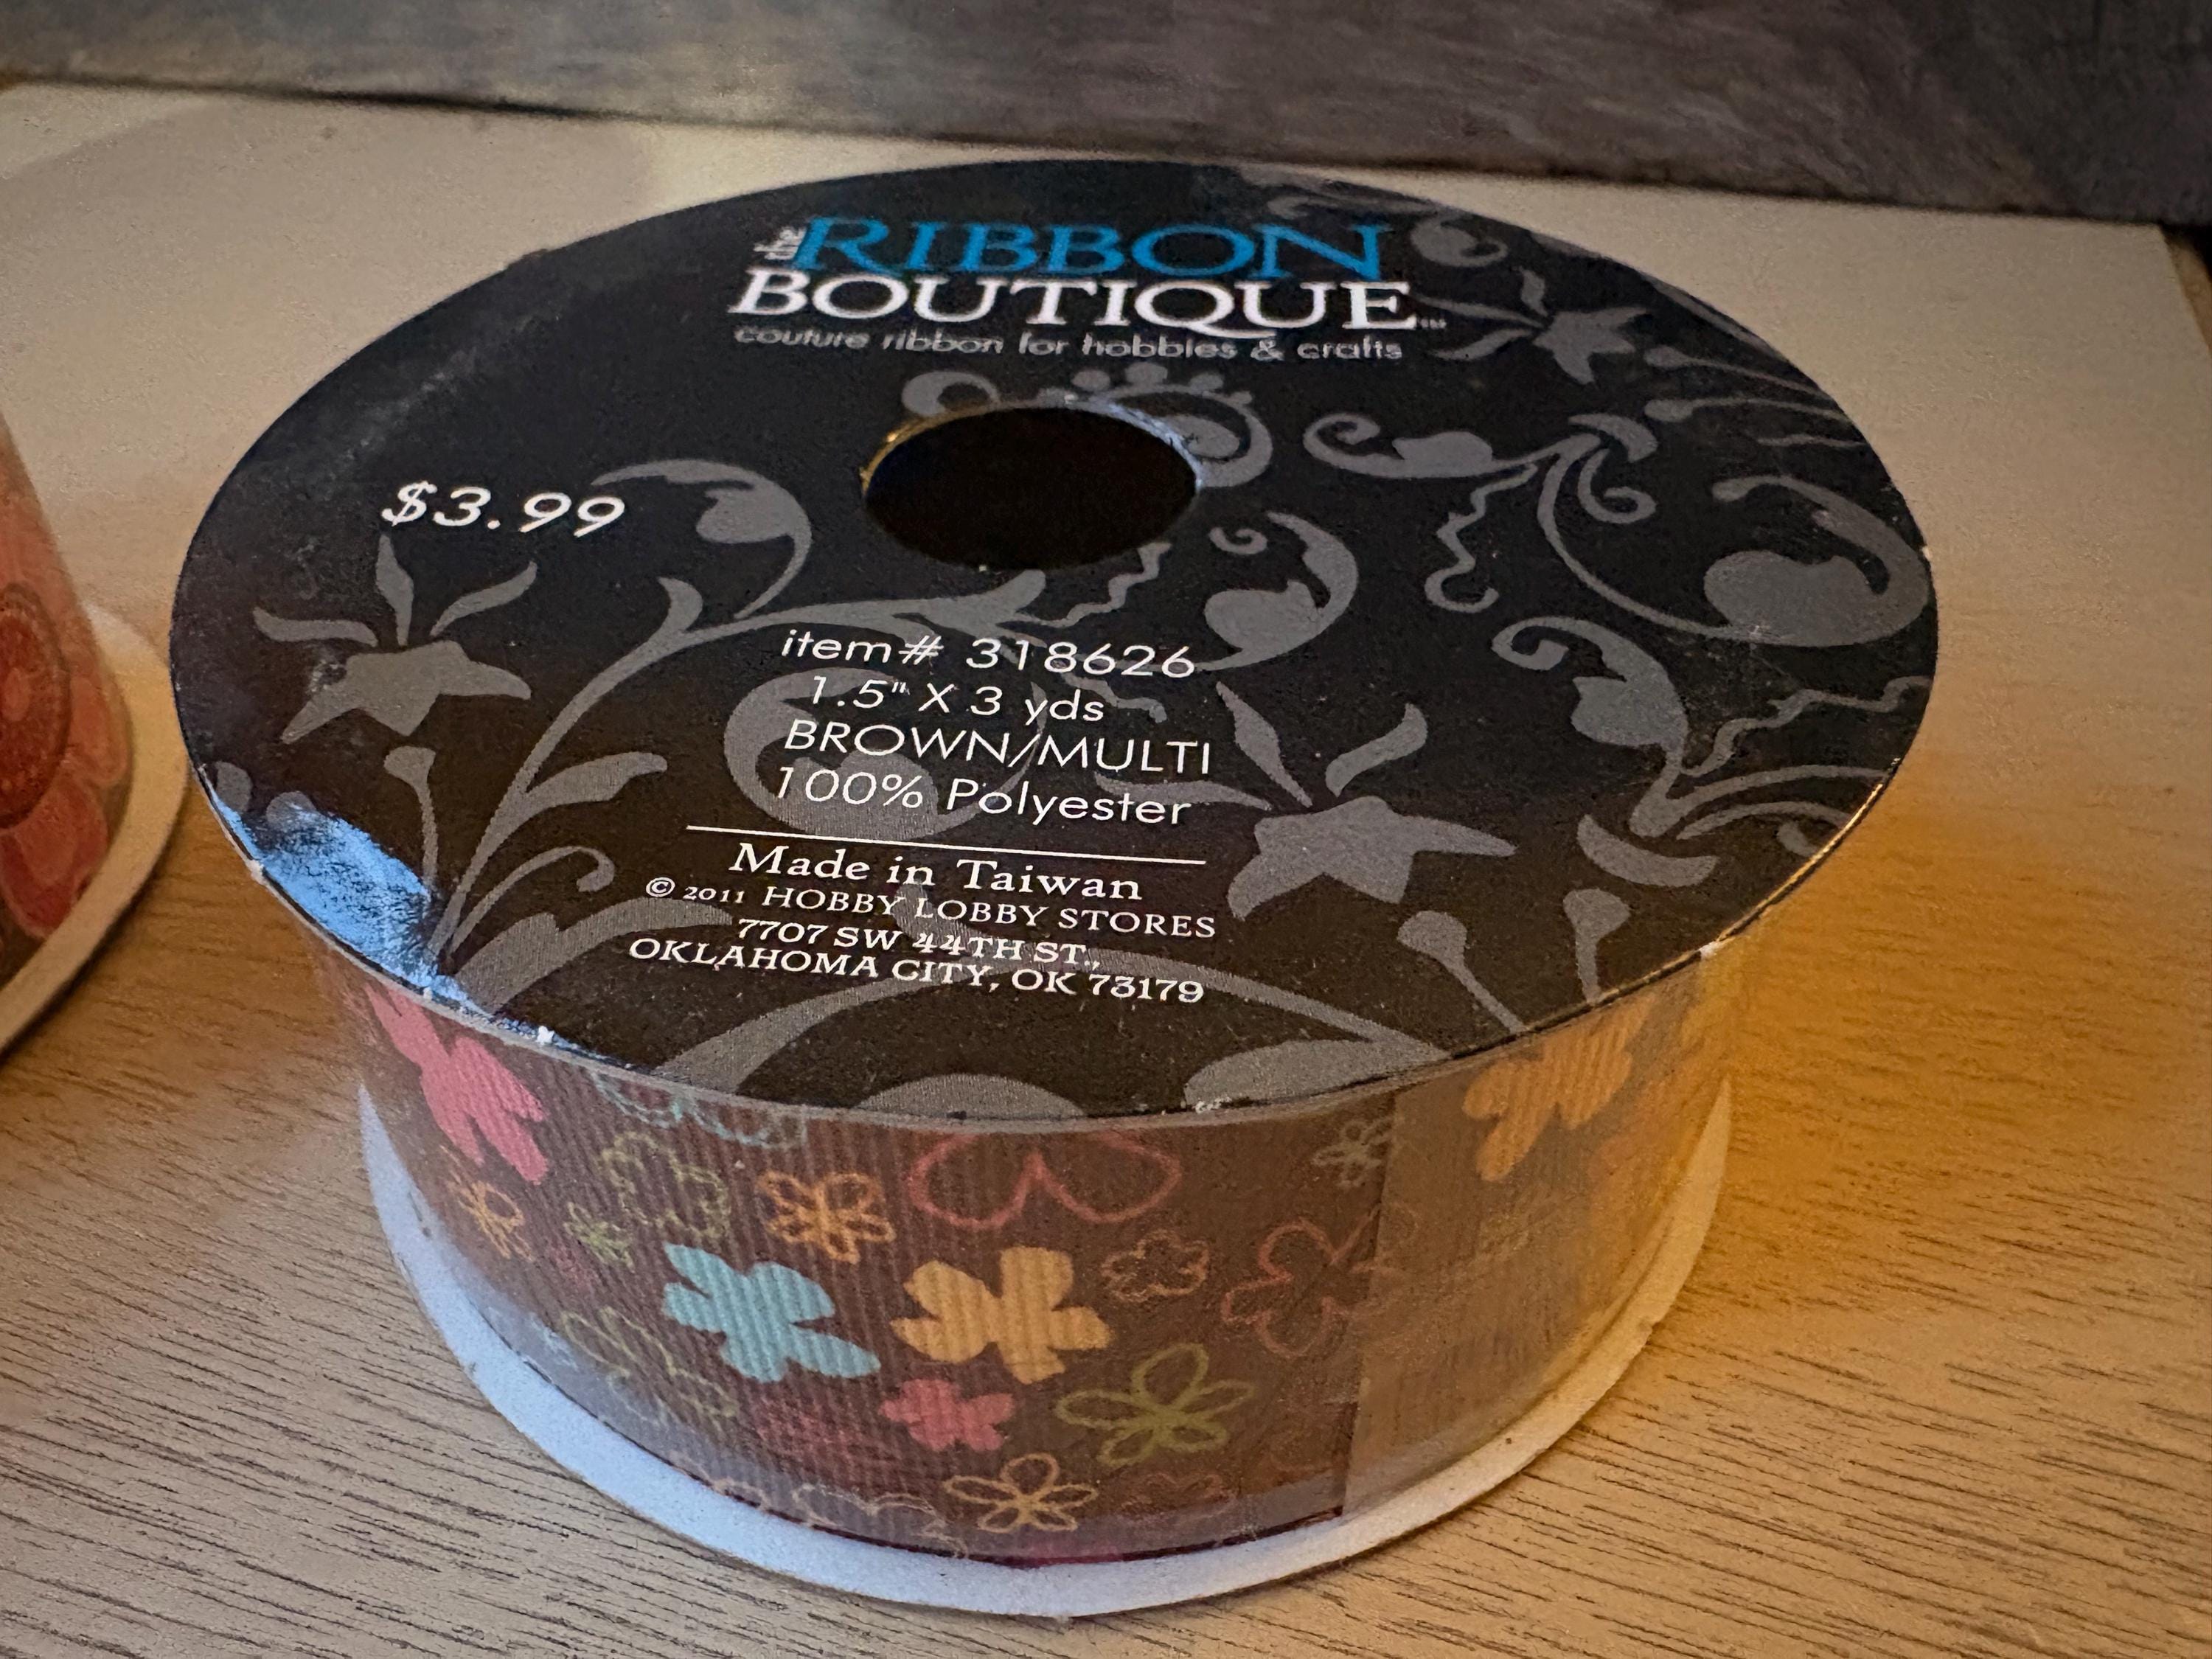 the RIBBON
BOUTIQUE™
couture ribbon for hobbies & crafts
$3.99
item# 318626
1.5" X 3 yds
BROWN/MULTI
100% Polyester
Made in Taiwan
© 2011 HOBBY LOBBY STORES
7707 SW 44TH ST.,
OKLAHOMA CITY, OK 73179